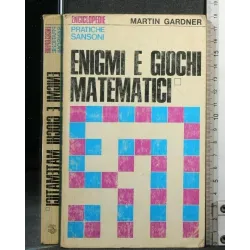 ENCICLOPEDIE
PRATICHE
SANSONI
MARTIN GARDNER
ENIGMI E GIOCHI
MATEMATICI
ENIGMI E GIOCHI MATEMATICI